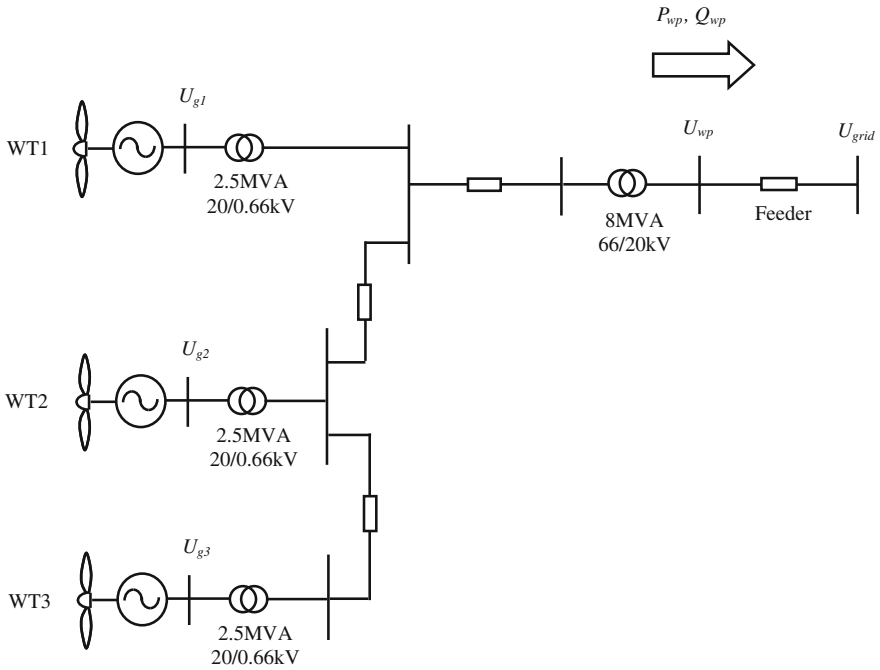 P_wp, Q_wp
U_g1
U_wp
U_grid
WT1
2.5MVA
20/0.66kV
8MVA
66/20kV
Feeder
U_g2
WT2
2.5MVA
20/0.66kV
U_g3
WT3
2.5MVA
20/0.66kV